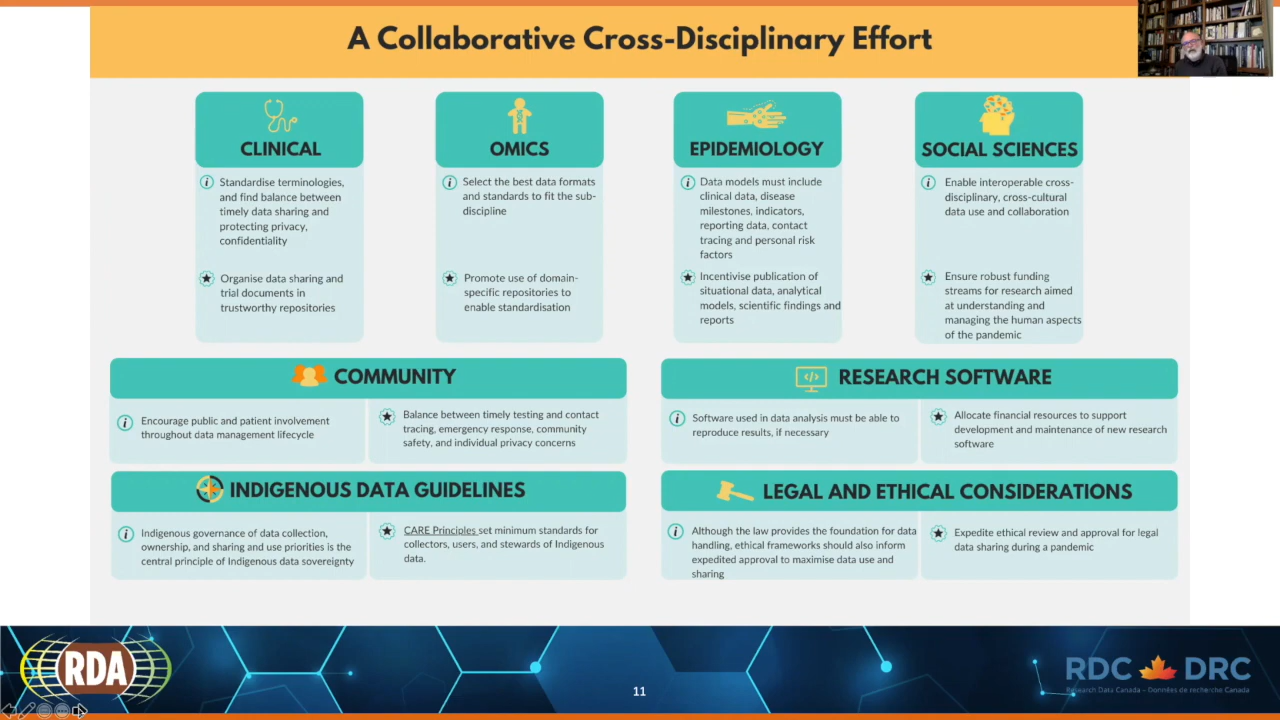 A Collaborative Cross-Disciplinary Effort
CLINICAL
Standardise terminologies,
and find balance between
timely data sharing and
protecting privacy,
confidentiality
Organise data sharing and
trial documents in
trustworthy repositories
OMICS
Select the best data formats
and standards to fit the sub-
discipline
Promote use of domain-
specific repositories to
enable standardisation
EPIDEMIOLOGY
Data models must include
clinical data, disease
milestones, indicators,
reporting data, contact
tracing and personal risk
factors
Incentivise publication of
situational data, analytical
models, scientific findings and
reports
SOCIAL SCIENCES
Enable interoperable cross-
disciplinary, cross-cultural
data use and collaboration
Ensure robust funding
streams for research aimed
at understanding and
managing the human aspects
of the pandemic
COMMUNITY
Encourage public and patient involvement
throughout data management lifecycle
Balance between timely testing and contact
tracing, emergency response, community
safety, and individual privacy concerns
RESEARCH SOFTWARE
Software used in data analysis must be able to
reproduce results, if necessary
Allocate financial resources to support
development and maintenance of new research
software
INDIGENOUS DATA GUIDELINES
Indigenous governance of data collection,
ownership, and sharing and use priorities is the
central principle of Indigenous data sovereignty
CARE Principles set minimum standards for
collectors, users, and stewards of Indigenous
data.
LEGAL AND ETHICAL CONSIDERATIONS
Although the law provides the foundation for data
handling, ethical frameworks should also inform
expedited approval to maximise data use and
sharing
Expedite ethical review and approval for legal
data sharing during a pandemic
RDA
11
RDC DRC
Research Data Canada – Données de recherche Canada